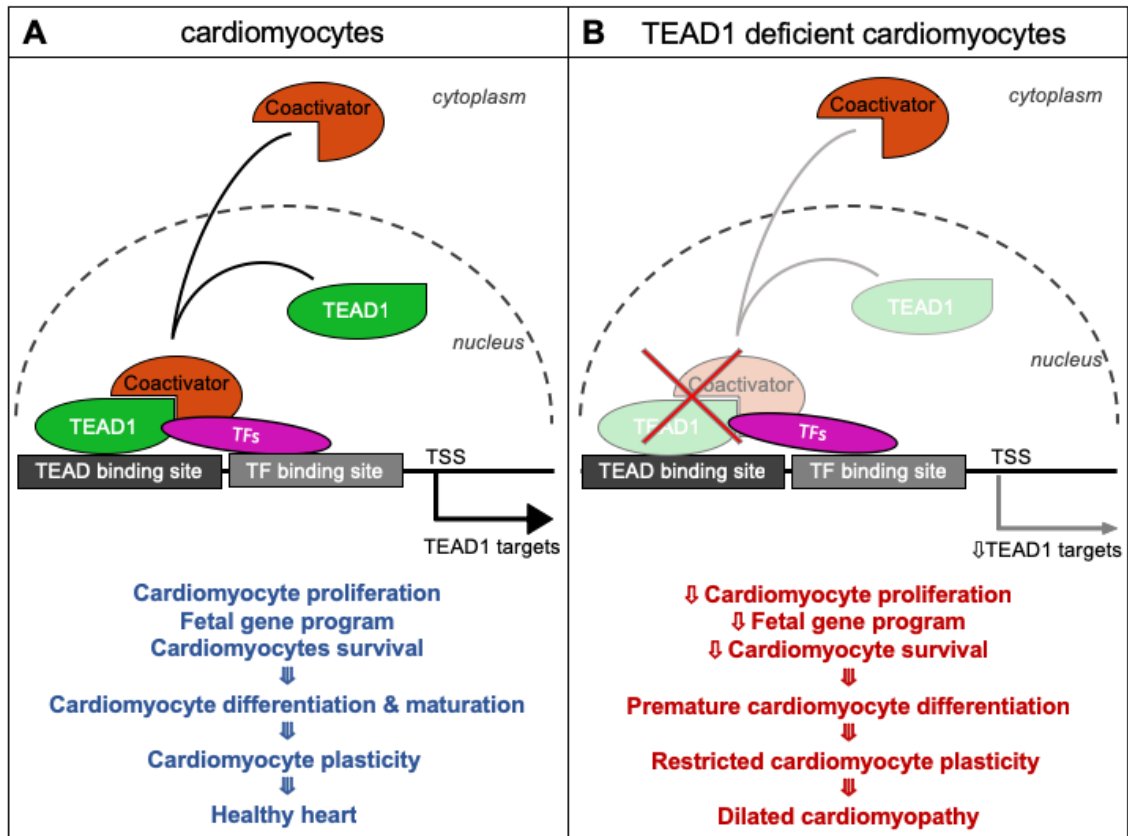 A cardiomyocytes
Coactivator
cytoplasm
TEAD1
nucleus
Coactivator
TEAD1
TFs
TEAD binding site
TF binding site
TSS
TEAD1 targets
Cardiomyocyte proliferation
Fetal gene program
Cardiomyocytes survival
⇓
Cardiomyocyte differentiation & maturation
⇓
Cardiomyocyte plasticity
⇓
Healthy heart
B TEAD1 deficient cardiomyocytes
Coactivator
cytoplasm
TEAD1
nucleus
Coactivator
TEAD1
TFs
TEAD binding site
TF binding site
TSS
⇩TEAD1 targets
⇩ Cardiomyocyte proliferation
⇩ Fetal gene program
⇩ Cardiomyocyte survival
⇓
Premature cardiomyocyte differentiation
⇓
Restricted cardiomyocyte plasticity
⇓
Dilated cardiomyopathy